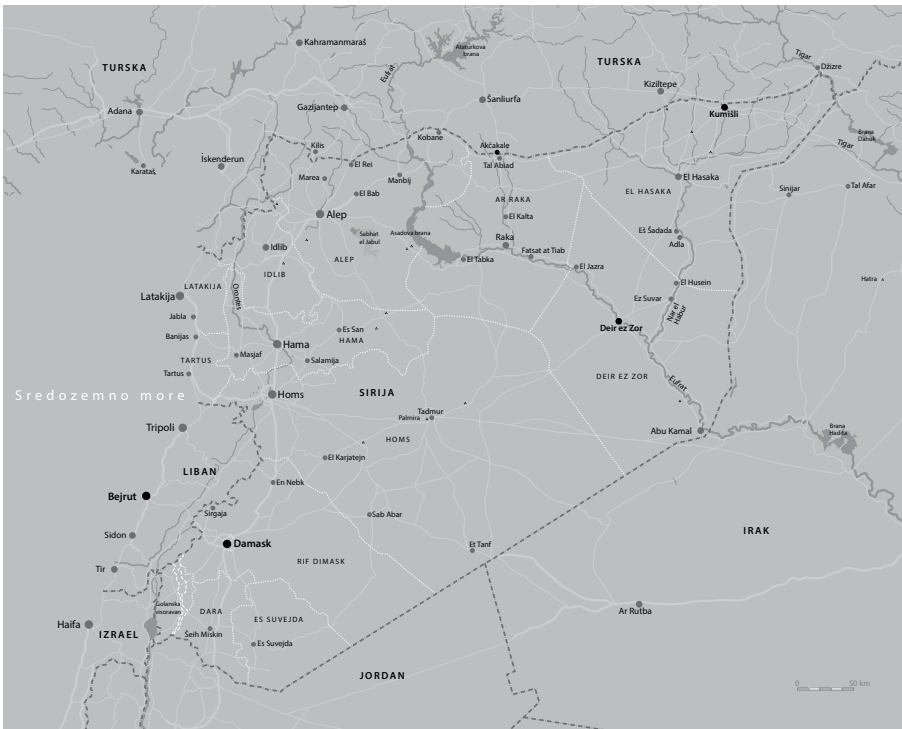 Kahramanmaraš
Ataturkova
brana
TURSKA
Eufrat
TURSKA
Tigar
Džizre
Kiziltepe
Šanliurfa
Adana
Gazijantep
Kumišli
Kobane
Brana
Tigar
Akćakale
Tal Abiad
Karataš
İskenderun
Kilis
El Rei
Marea
Manbij
El Bab
El Hasaka
EL HASAKA
Sinijar
Tal Afar
AR RAKA
El Kalta
Alep
Sabhat
el Jabul
Asadova brana
Raka
Eš Šadada
Adla
Idlib
IDLIB
ALEP
El Tabka
Fatsat at Tiab
El Jazra
El Husein
Hatra
LATAKIJA
Orontes
Latakija
Ez Suvar
Nar el
Habur
Jabla
Banijas
Es San
HAMA
Deir ez Zor
Hama
Masjaf
Salamija
TARTUS
Tartus
DEIR EZ ZOR
Eufrat
Sredozemno more
Homs
SIRIJA
Tadmur
Palmira
HOMS
Tripoli
Abu Kamal
Brana
Hadita
El Karjatejn
LIBAN
En Nebk
Bejrut
Sirgaja
Sab Abar
Sidon
Damask
Et Tanf
IRAK
Tir
RIF DIMASK
Golanska
visoravan
DARA
ES SUVEJDA
Ar Rutba
Haifa
IZRAEL
Šeih Miskin
Es Suvejda
JORDAN
0 50 km